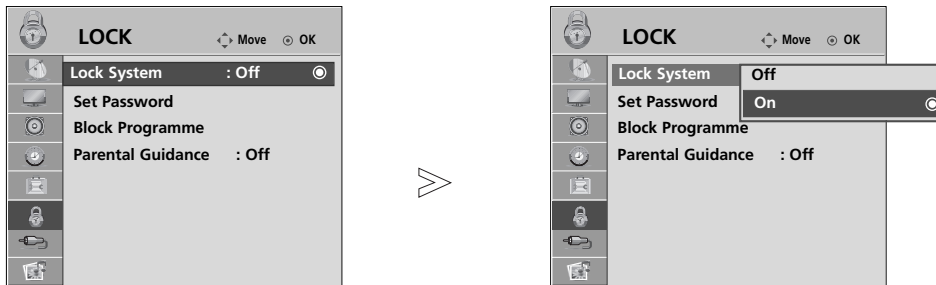 LOCK Move OK
Lock System : Off
Set Password
Block Programme
Parental Guidance : Off
LOCK Move OK
Lock System Off
Set Password On
Block Programme
Parental Guidance : Off